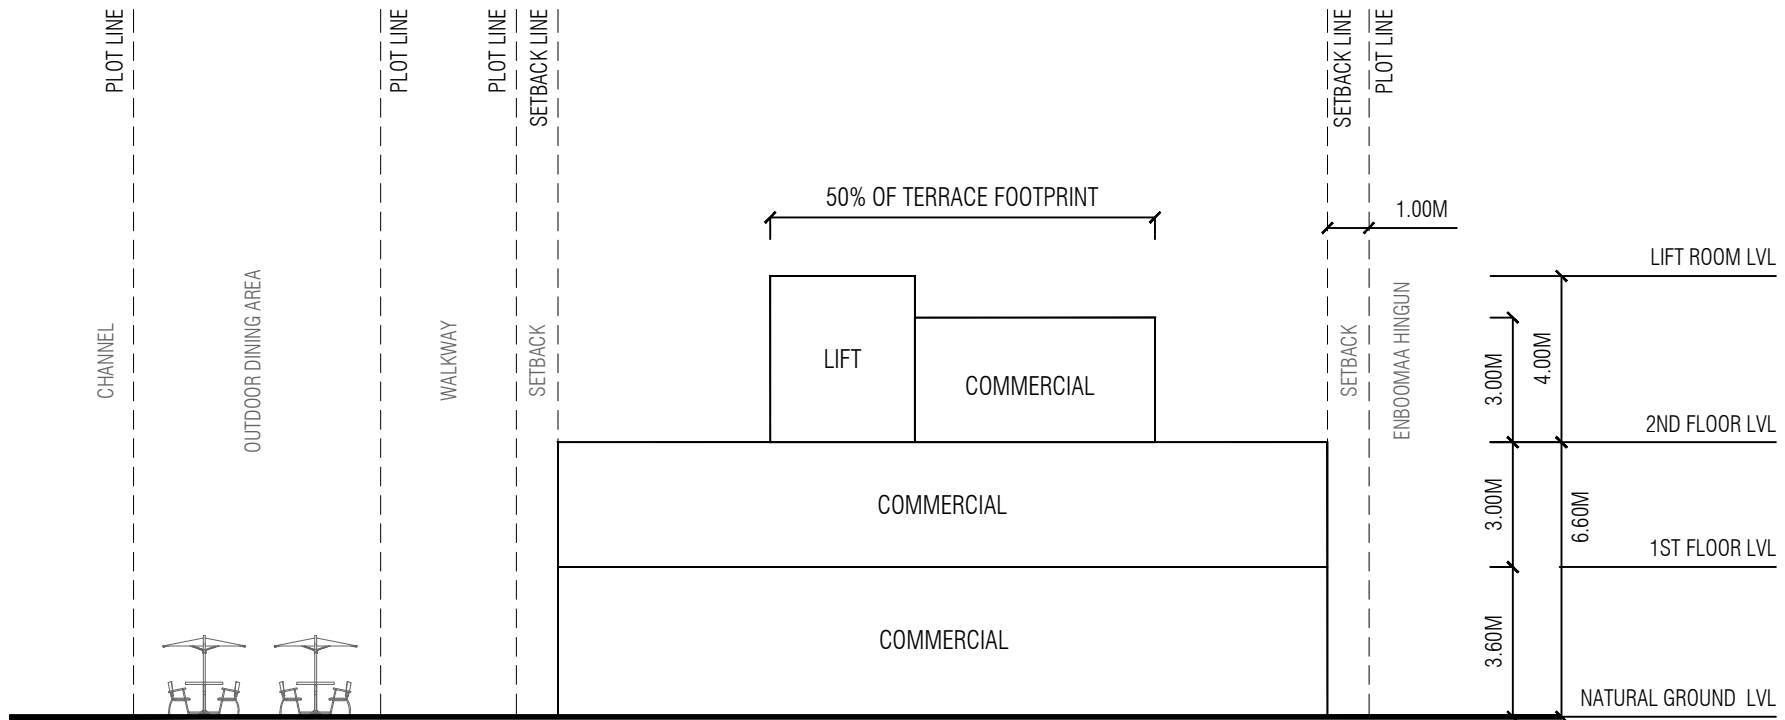 PLOT LINE
PLOT LINE
PLOT LINE
SETBACK LINE
SETBACK LINE
PLOT LINE
50% OF TERRACE FOOTPRINT
1.00M
LIFT ROOM LVL
CHANNEL
OUTDOOR DINING AREA
WALKWAY
SETBACK
LIFT
COMMERCIAL
SETBACK
ENBOOMAA HINGUN
3.00M
4.00M
2ND FLOOR LVL
COMMERCIAL
3.00M
6.60M
1ST FLOOR LVL
COMMERCIAL
3.60M
NATURAL GROUND LVL